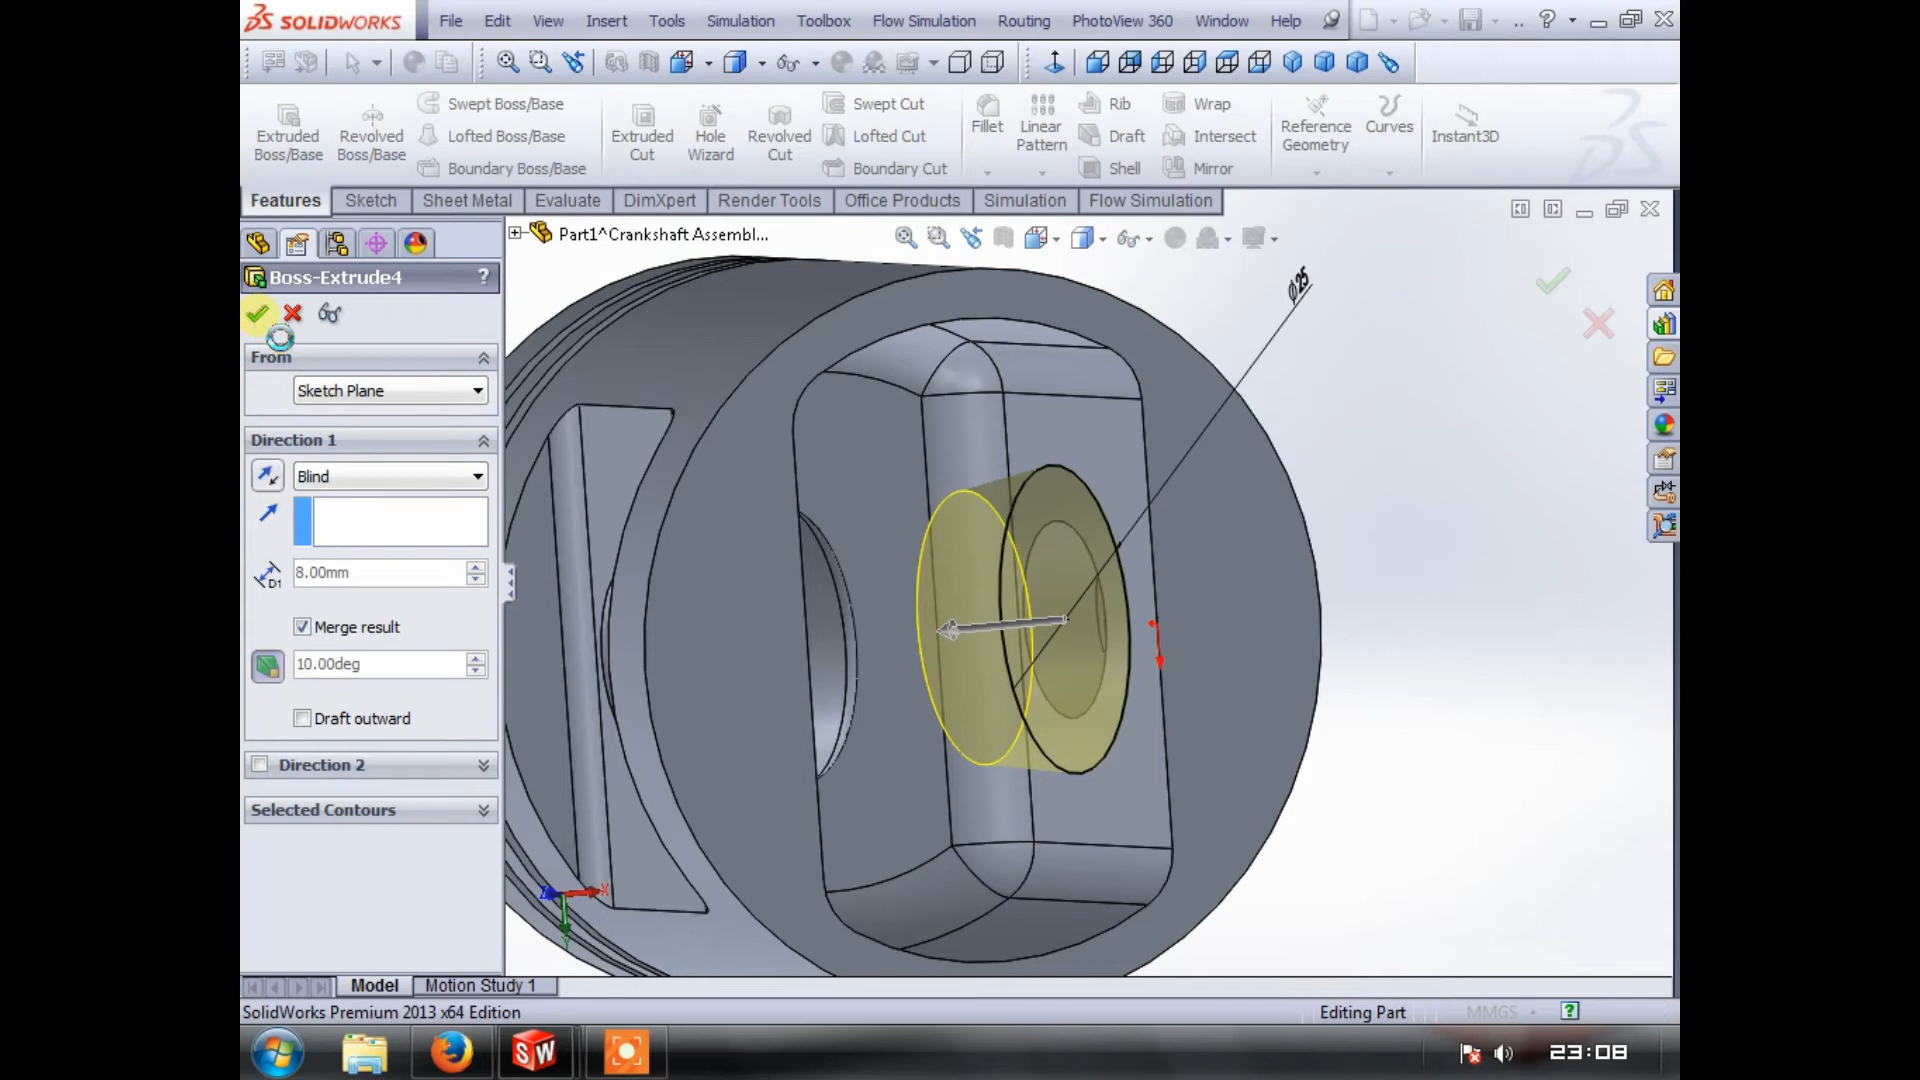 SOLIDWORKS File Edit View Insert Tools Simulation Toolbox Flow Simulation Routing PhotoView 360 Window Help
Extruded Boss/Base
Revolved Boss/Base
Swept Boss/Base
Lofted Boss/Base
Boundary Boss/Base
Extruded Cut
Hole Wizard
Revolved Cut
Swept Cut
Lofted Cut
Boundary Cut
Fillet
Linear Pattern
Rib
Draft
Shell
Wrap
Intersect
Mirror
Reference Geometry
Curves
Instant3D
Features Sketch Sheet Metal Evaluate DimXpert Render Tools Office Products Simulation Flow Simulation
Part1^Crankshaft Assembl...
Boss-Extrude4 ?
From
Sketch Plane
Direction 1
Blind
D1 8.00mm
Merge result
10.00deg
Draft outward
Direction 2
Selected Contours
ϕ25
Z X
Y
Model Motion Study 1
SolidWorks Premium 2013 x64 Edition Editing Part MMGS ?
SW 23:08